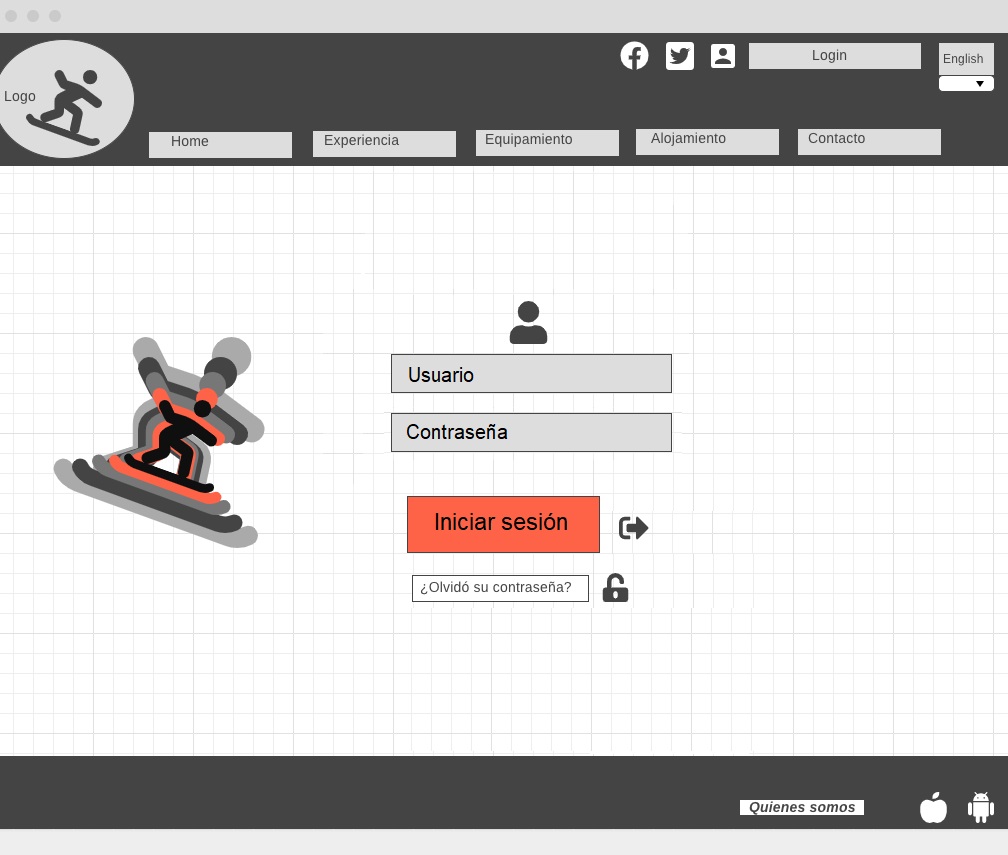 Login
English
Logo
Home
Experiencia
Equipamiento
Alojamiento
Contacto
Usuario
Contraseña
Iniciar sesión
¿Olvidó su contraseña?
Quienes somos